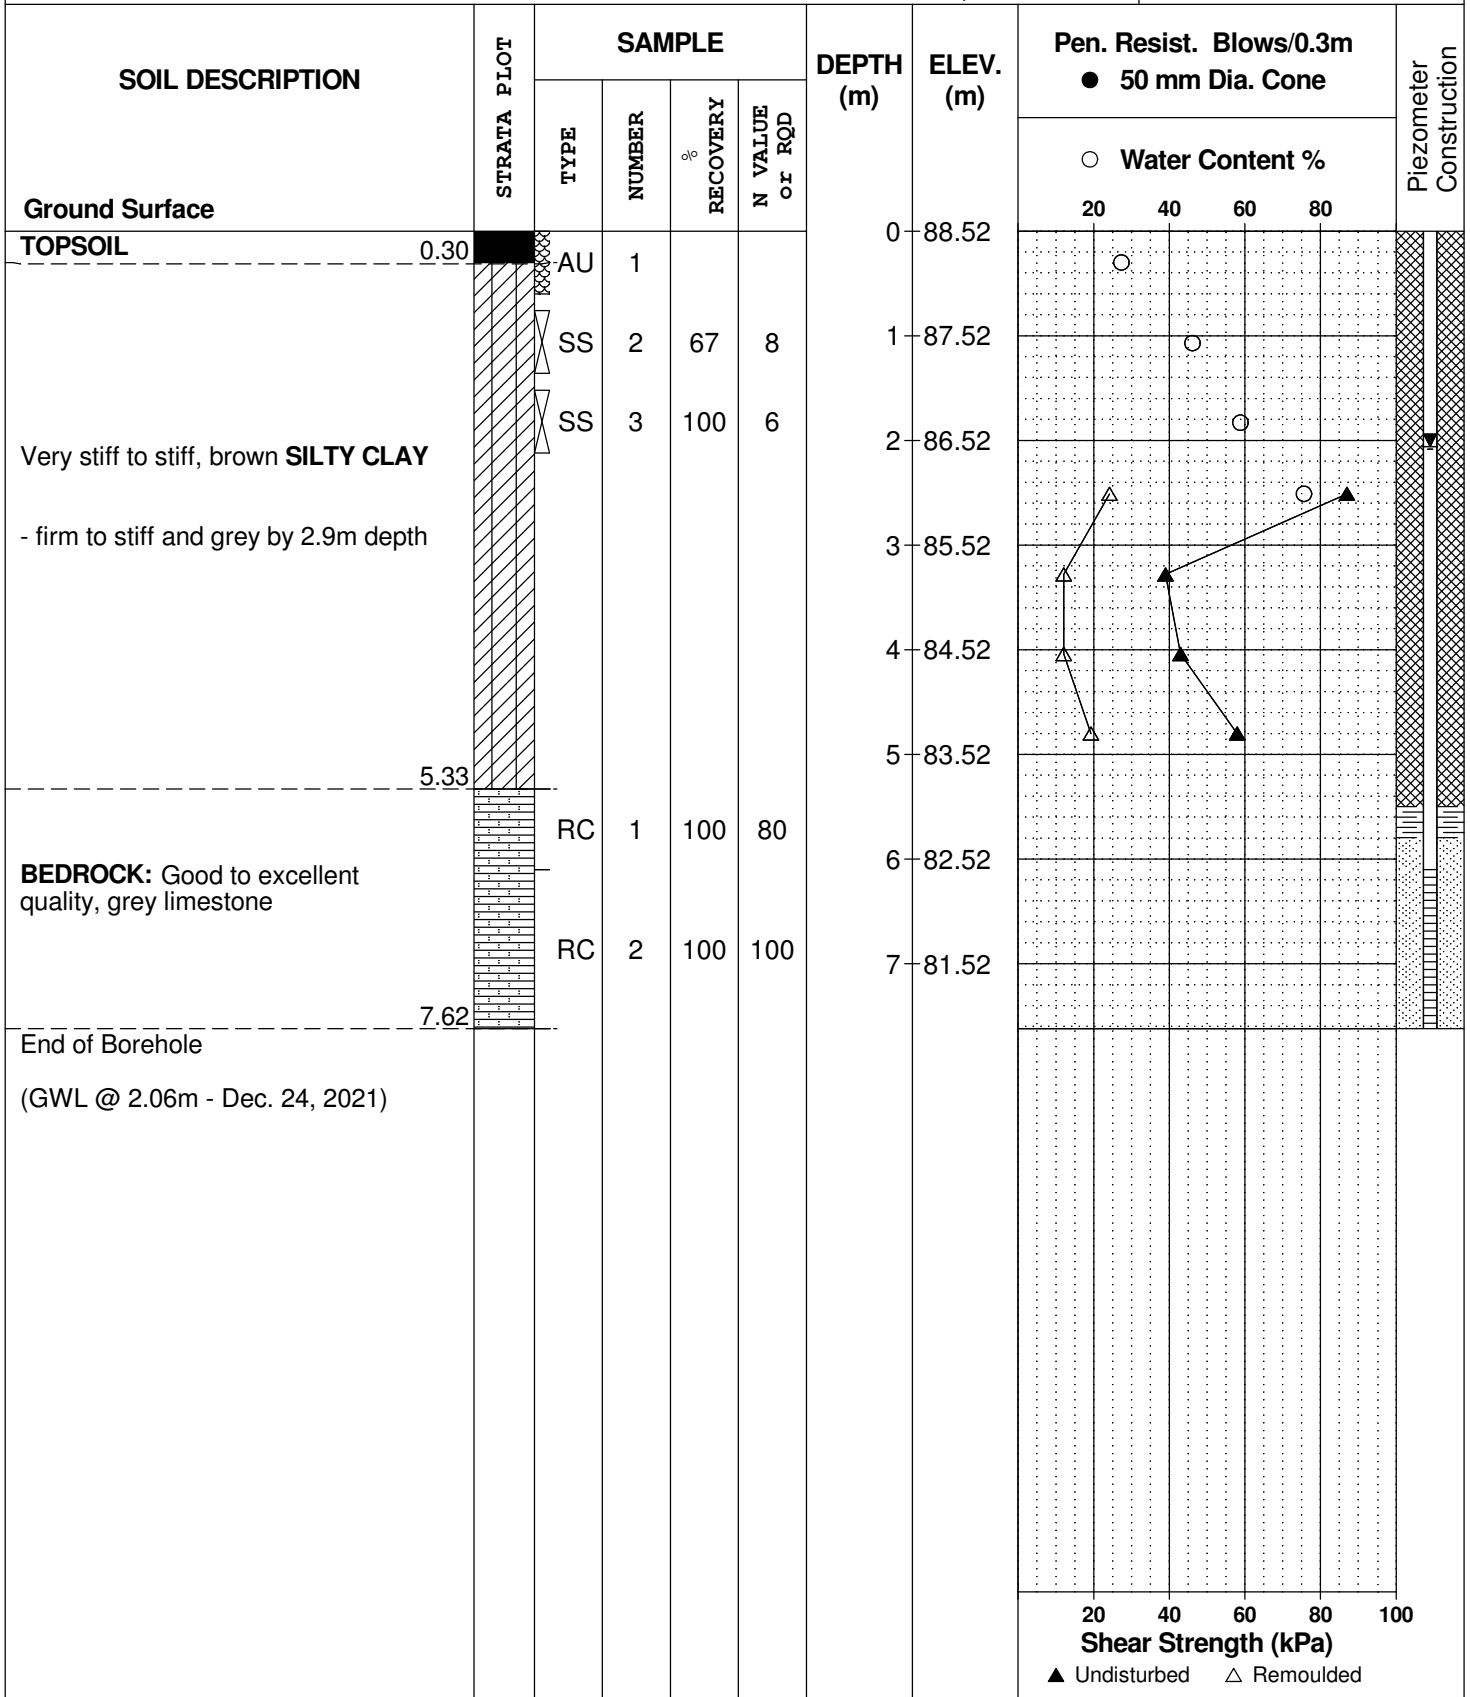 SOIL DESCRIPTION
STRATA PLOT
SAMPLE
TYPE
NUMBER
% RECOVERY
N VALUE or RQD
DEPTH (m)
ELEV. (m)
Pen. Resist. Blows/0.3m
● 50 mm Dia. Cone
○ Water Content %
20 40 60 80
Piezometer Construction
Ground Surface
0 88.52
TOPSOIL
0.30
AU 1
1 87.52
SS 2 67 8
SS 3 100 6
2 86.52
Very stiff to stiff, brown SILTY CLAY
- firm to stiff and grey by 2.9m depth
3 85.52
4 84.52
5 83.52
5.33
RC 1 100 80
6 82.52
BEDROCK: Good to excellent
quality, grey limestone
RC 2 100 100
7 81.52
7.62
End of Borehole
(GWL @ 2.06m - Dec. 24, 2021)
20 40 60 80 100
Shear Strength (kPa)
▲ Undisturbed △ Remoulded